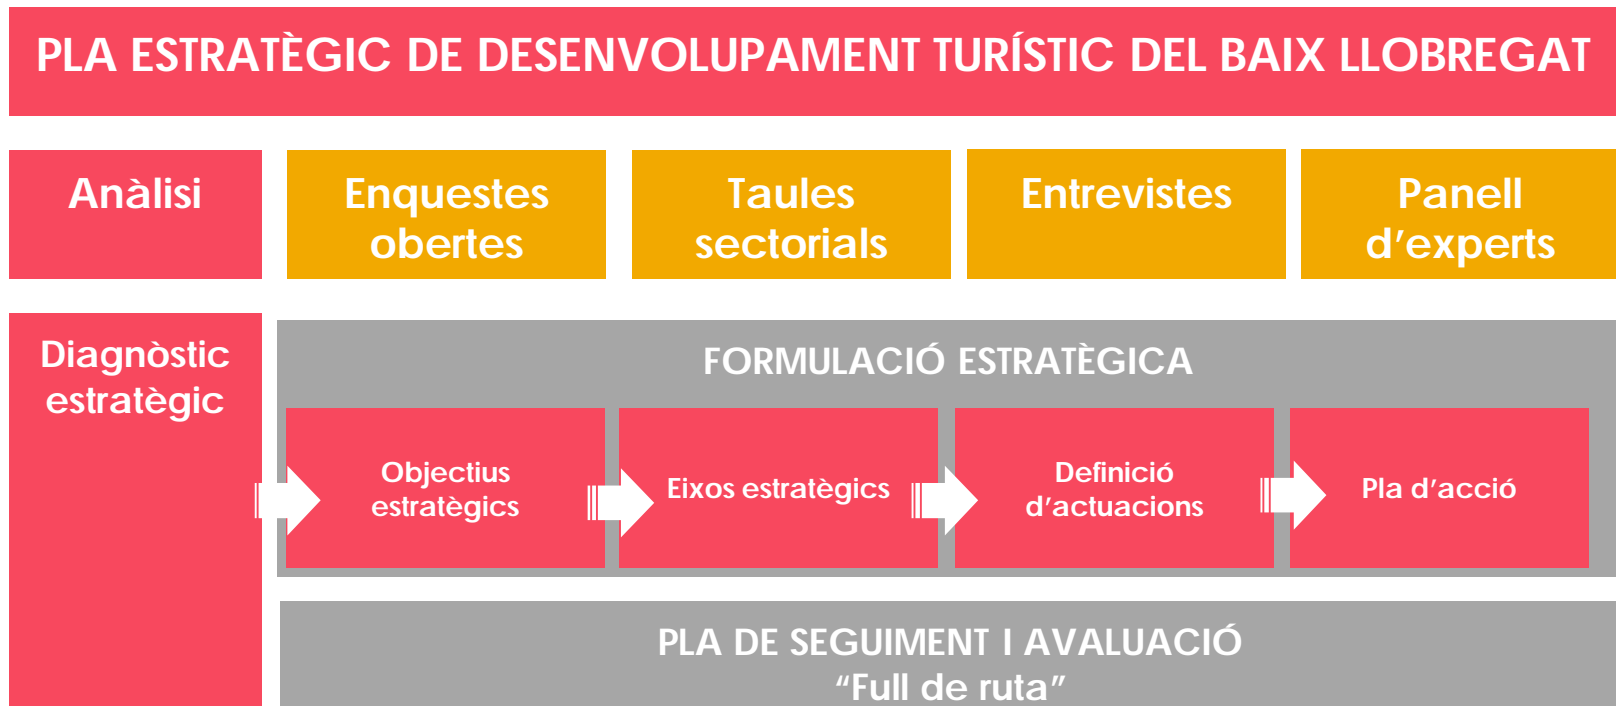 PLA ESTRATÈGIC DE DESENVOLUPAMENT TURÍSTIC DEL BAIX LLOBREGAT
Anàlisi
Enquestes
obertes
Taules
sectorials
Entrevistes
Panell
d'experts
Diagnòstic
estratègic
FORMULACIÓ ESTRATÈGICA
Objectius
estratègics
Eixos estratègics
Definició
d'actuacions
Pla d'acció
PLA DE SEGUIMENT I AVALUACIÓ
“Full de ruta”